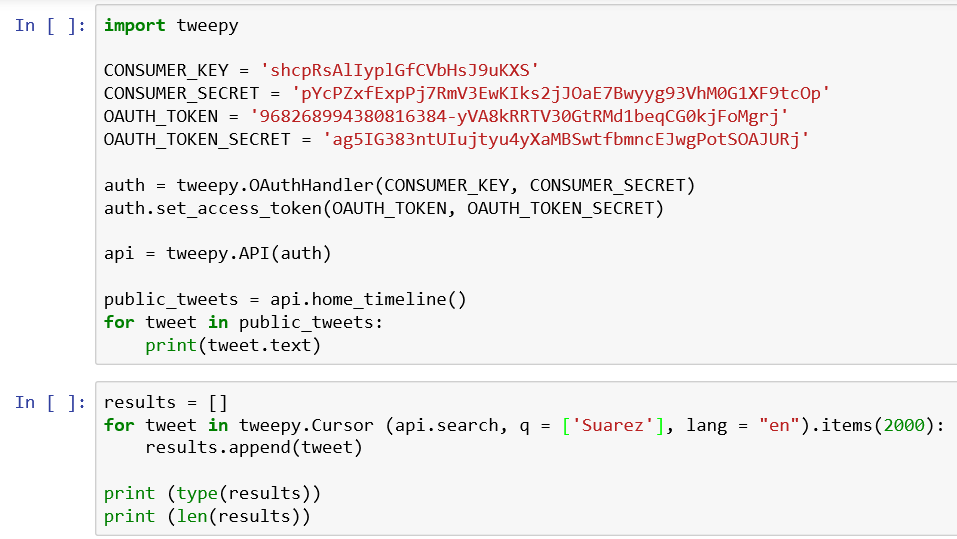 In [ ]: import tweepy
CONSUMER_KEY = 'shcpRsAlIyplGfCVbHsJ9uKXS'
CONSUMER_SECRET = 'pYcPZxfExpPj7RmV3EwKIks2jJOaE7Bwyyg93VhM0G1XF9tcOp'
OAUTH_TOKEN = '968268994380816384-yVA8kRRTV30GtRMd1beqCG0kjFoMgrj'
OAUTH_TOKEN_SECRET = 'ag5IG383ntUIujtyu4yXaMBSwtfbmncEJwgPotSOAJURj'
auth = tweepy.OAuthHandler(CONSUMER_KEY, CONSUMER_SECRET)
auth.set_access_token(OAUTH_TOKEN, OAUTH_TOKEN_SECRET)
api = tweepy.API(auth)
public_tweets = api.home_timeline()
for tweet in public_tweets:
    print(tweet.text)
In [ ]: results = []
for tweet in tweepy.Cursor (api.search, q = ['Suarez'], lang = "en").items(2000):
    results.append(tweet)
print (type(results))
print (len(results))